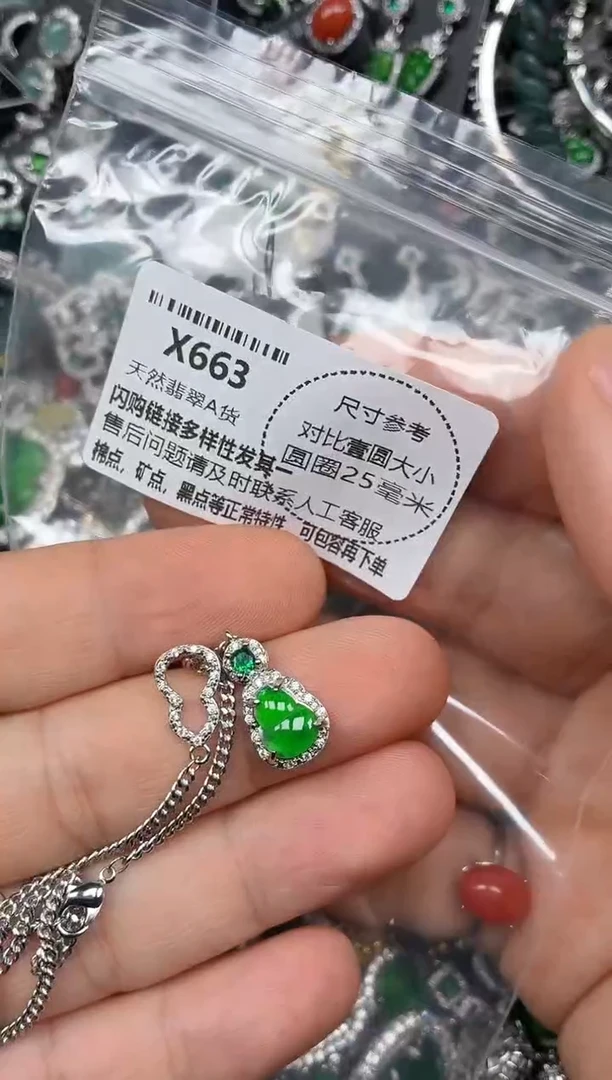 X663
天然翡翠A货
闪购链接多样性发其一
售后问题请及时联系人工客服
棉点，矿点，黑点等正常特性，可包容再下单
尺寸参考
对比壹圆大小
圆圈25毫米